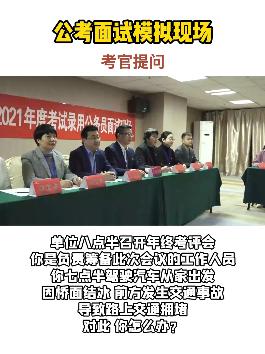 公考面试模拟现场
考官提问
2021年度考试录用公务员面试
单位八点半召开年终考评会
你是负责筹备此次会议的工作人员
你七点半驾驶汽车从家出发
因桥面结冰 前方发生交通事故
导致路上交通拥堵
对此 你怎么办?